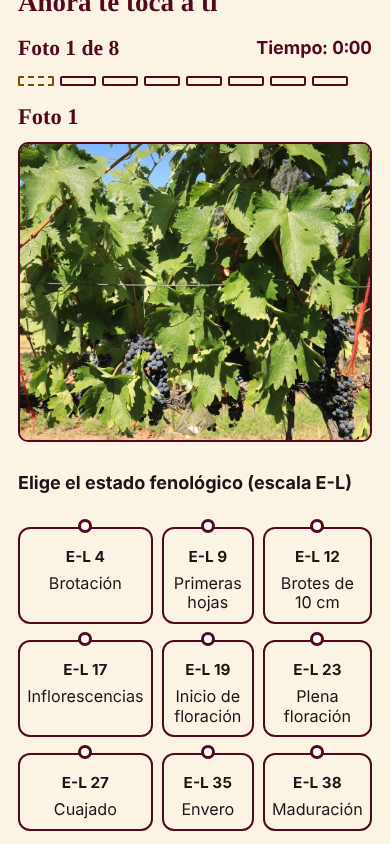 Ahora te toca a ti
Foto 1 de 8
Tiempo: 0:00
Foto 1
Elige el estado fenológico (escala E-L)
E-L 4
Brotación
E-L 9
Primeras
hojas
E-L 12
Brotes de
10 cm
E-L 17
Inflorescencias
E-L 19
Inicio de
floración
E-L 23
Plena
floración
E-L 27
Cuajado
E-L 35
Envero
E-L 38
Maduración